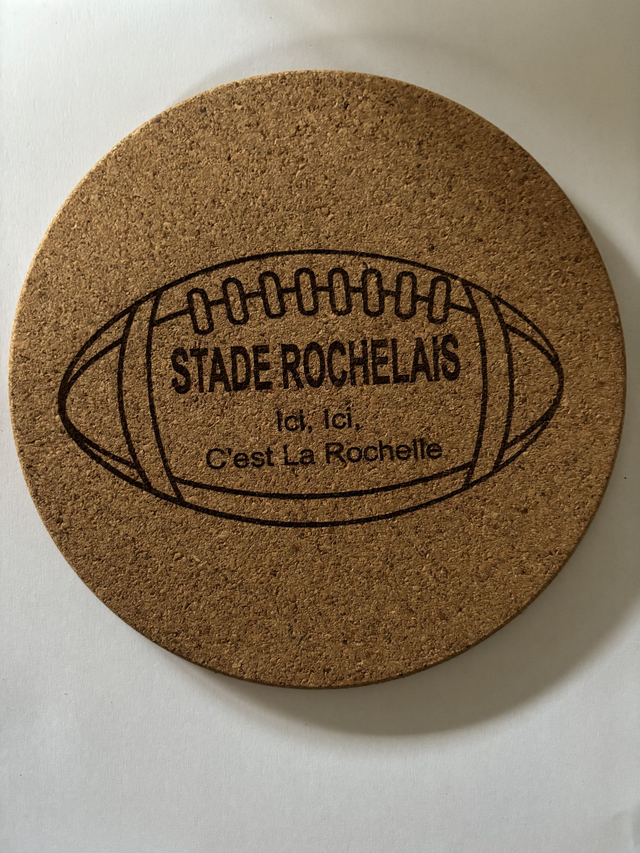 STADE ROCHELAIS
Ici, Ici,
C'est La Rochelle